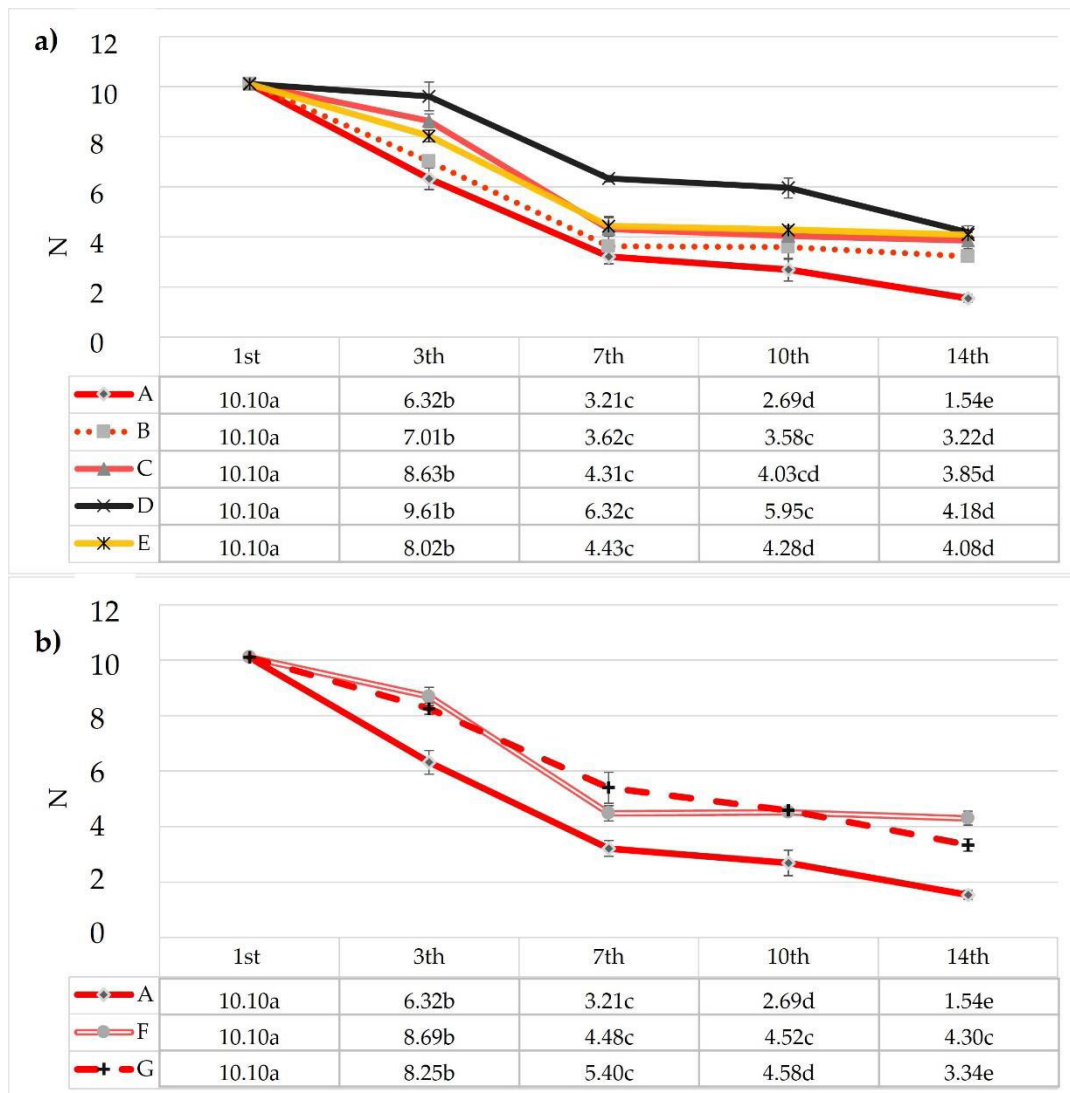 a)
12
10
8
6
4
2
0
N
1st 3th 7th 10th 14th
A 10.10a 6.32b 3.21c 2.69d 1.54e
B 10.10a 7.01b 3.62c 3.58c 3.22d
C 10.10a 8.63b 4.31c 4.03cd 3.85d
D 10.10a 9.61b 6.32c 5.95c 4.18d
E 10.10a 8.02b 4.43c 4.28d 4.08d
b)
12
10
8
6
4
2
0
N
1st 3th 7th 10th 14th
A 10.10a 6.32b 3.21c 2.69d 1.54e
F 10.10a 8.69b 4.48c 4.52c 4.30c
G 10.10a 8.25b 5.40c 4.58d 3.34e